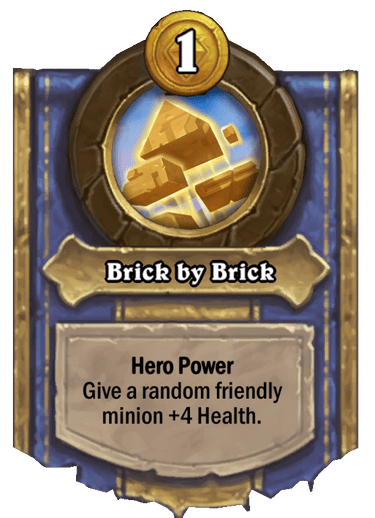 1
Brick by Brick
Hero Power
Give a random friendly
minion +4 Health.